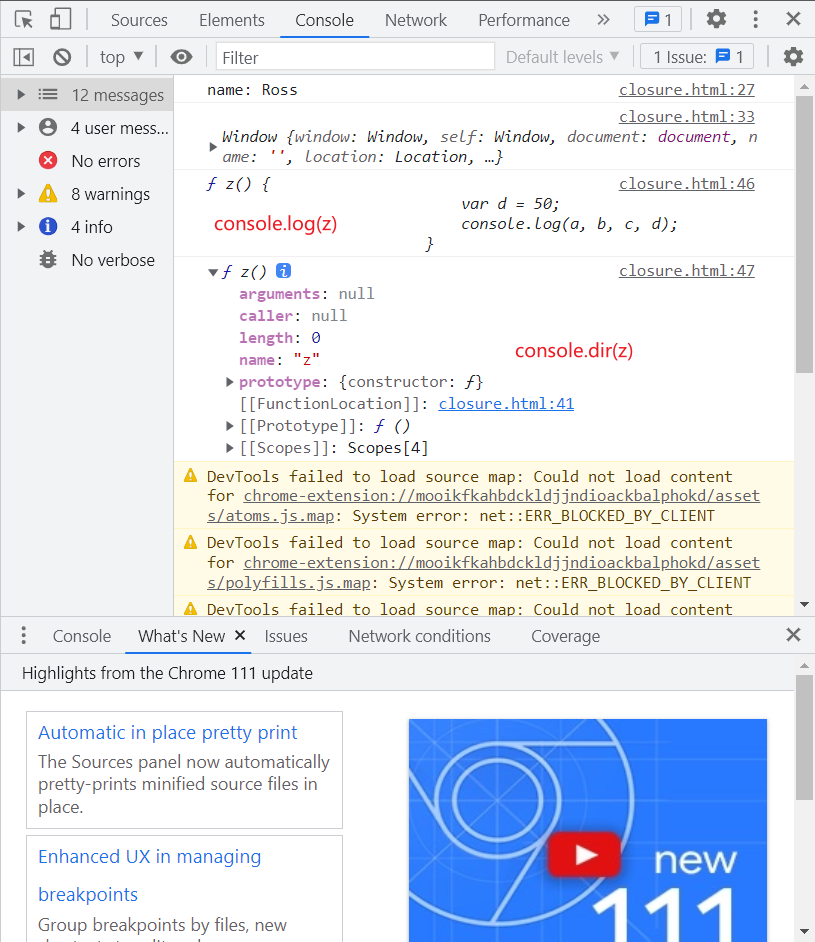 Sources Elements Console Network Performance » 1
top ▼ Filter Default levels ▼ 1 Issue: 1
12 messages
4 user mess...
No errors
8 warnings
4 info
No verbose
name: Ross closure.html:27
closure.html:33
Window {window: Window, self: Window, document: document, n
ame: '', location: Location, …}
ƒ z() { closure.html:46
var d = 50;
console.log(a, b, c, d);
}
console.log(z)
ƒ z() i closure.html:47
arguments: null
caller: null
length: 0
name: "z"
prototype: {constructor: ƒ}
[[FunctionLocation]]: closure.html:41
[[Prototype]]: ƒ ()
[[Scopes]]: Scopes[4]
console.dir(z)
DevTools failed to load source map: Could not load content
for chrome-extension://mooikfkahbdckldjjndioackbalphokd/asset
s/atoms.js.map: System error: net::ERR_BLOCKED_BY_CLIENT
DevTools failed to load source map: Could not load content
for chrome-extension://mooikfkahbdckldjjndioackbalphokd/asset
s/polyfills.js.map: System error: net::ERR_BLOCKED_BY_CLIENT
DevTools failed to load source map: Could not load content
Console What's New × Issues Network conditions Coverage
Highlights from the Chrome 111 update
Automatic in place pretty print
The Sources panel now automatically
pretty-prints minified source files in
place.
Enhanced UX in managing
breakpoints
Group breakpoints by files, new
new
111